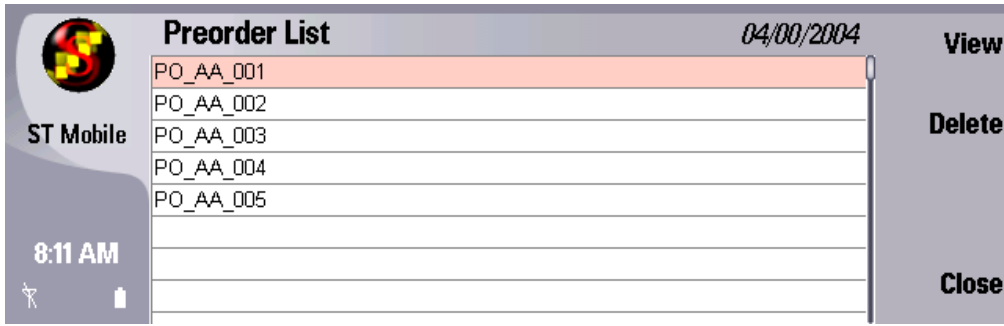 Preorder List
04/00/2004
View
PO_AA_001
PO_AA_002
ST Mobile
PO_AA_003
Delete
PO_AA_004
PO_AA_005
8:11 AM
Close